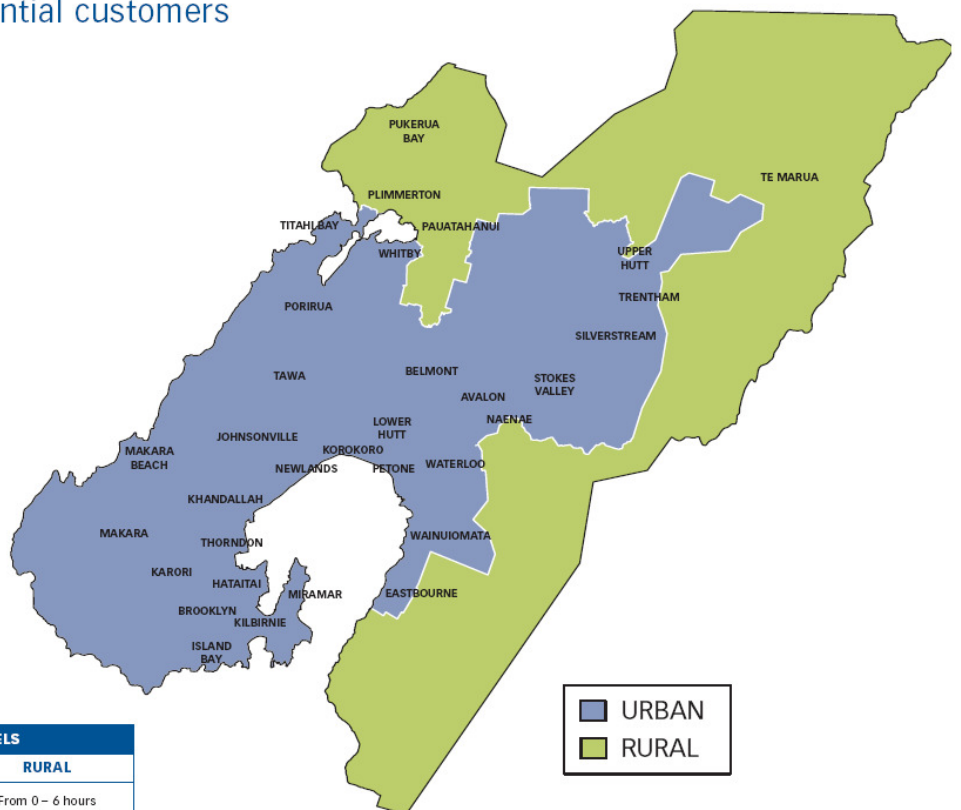 ntial customers
PUKERUA
BAY
TE MARUA
PLIMMERTON
TITAHI BAY
PAUATAHANUI
WHITBY
UPPER
HUTT
TRENTHAM
PORIRUA
SILVERSTREAM
BELMONT
TAWA
STOKES
VALLEY
AVALON
NAENAE
LOWER
HUTT
JOHNSONVILLE
KOROKORO
MAKARA
BEACH
NEWLANDS
PETONE
WATERLOO
KHANDALLAH
MAKARA
THORNDON
WAINUIOMATA
KARORI
HATAITAI
MIRAMAR
EASTBOURNE
BROOKLYN
KILBIRNIE
ISLAND
BAY
URBAN
RURAL
ELS
RURAL
From 0 – 6 hours